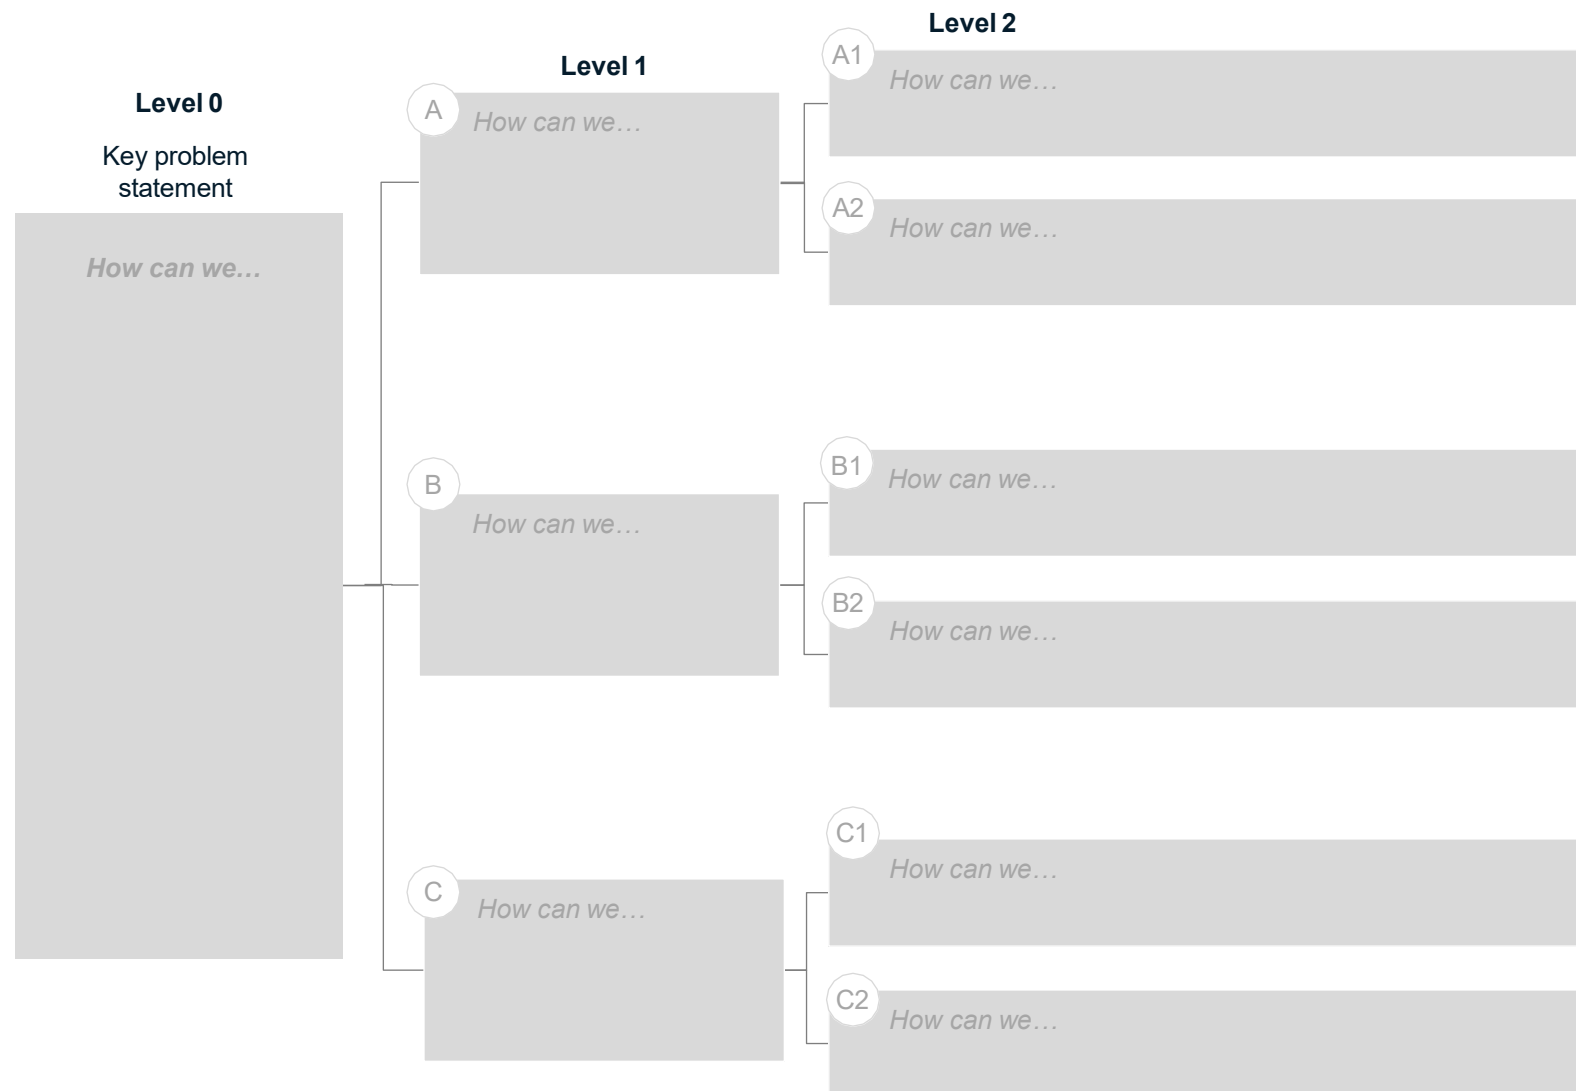 Level 0
Key problem
statement
How can we…
Level 1
A
How can we…
B
How can we…
C
How can we…
Level 2
A1
How can we…
A2
How can we…
B1
How can we…
B2
How can we…
C1
How can we…
C2
How can we…